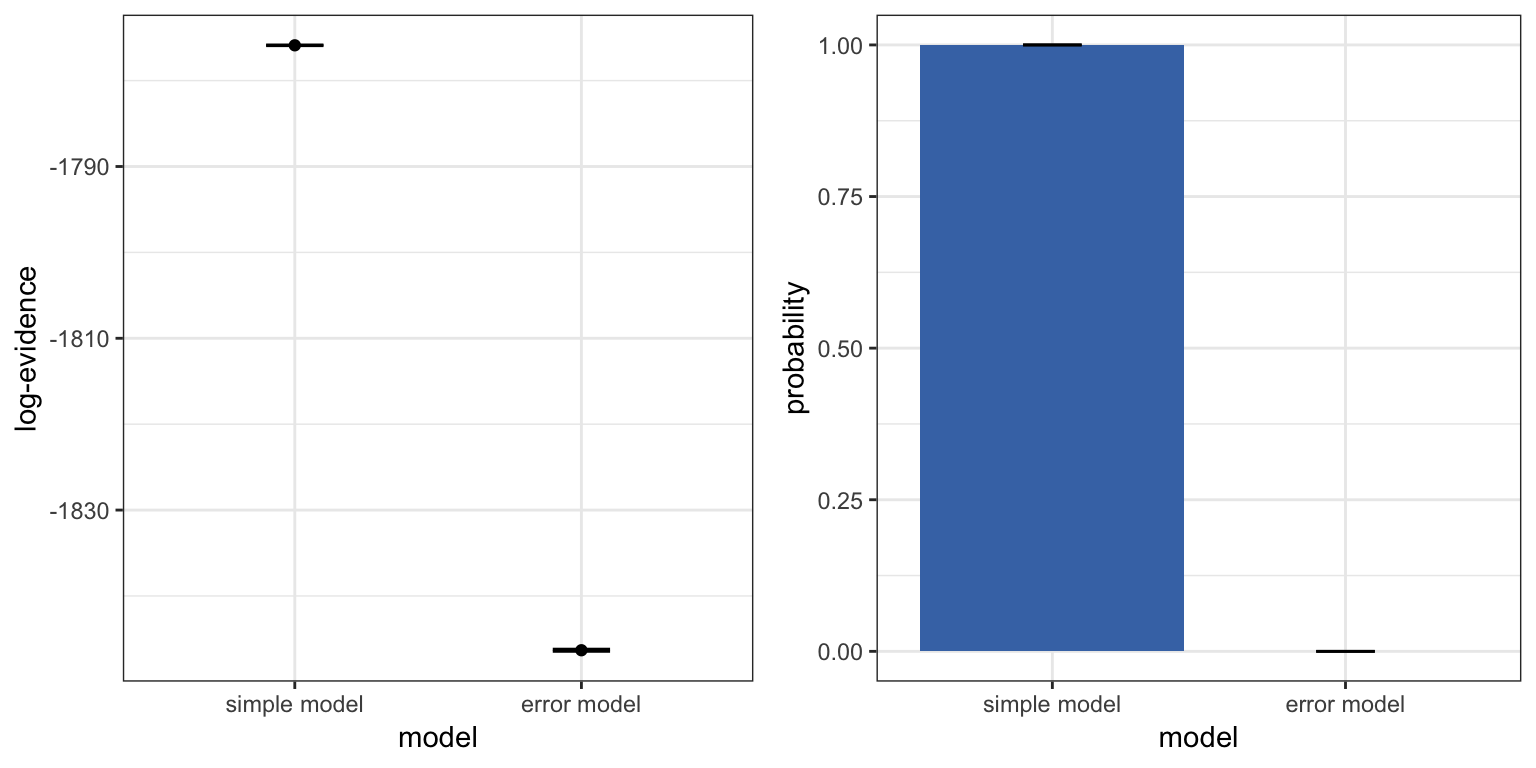 log-evidence
-1790
-1810
-1830
simple model
error model
model
probability
1.00
0.75
0.50
0.25
0.00
simple model
error model
model